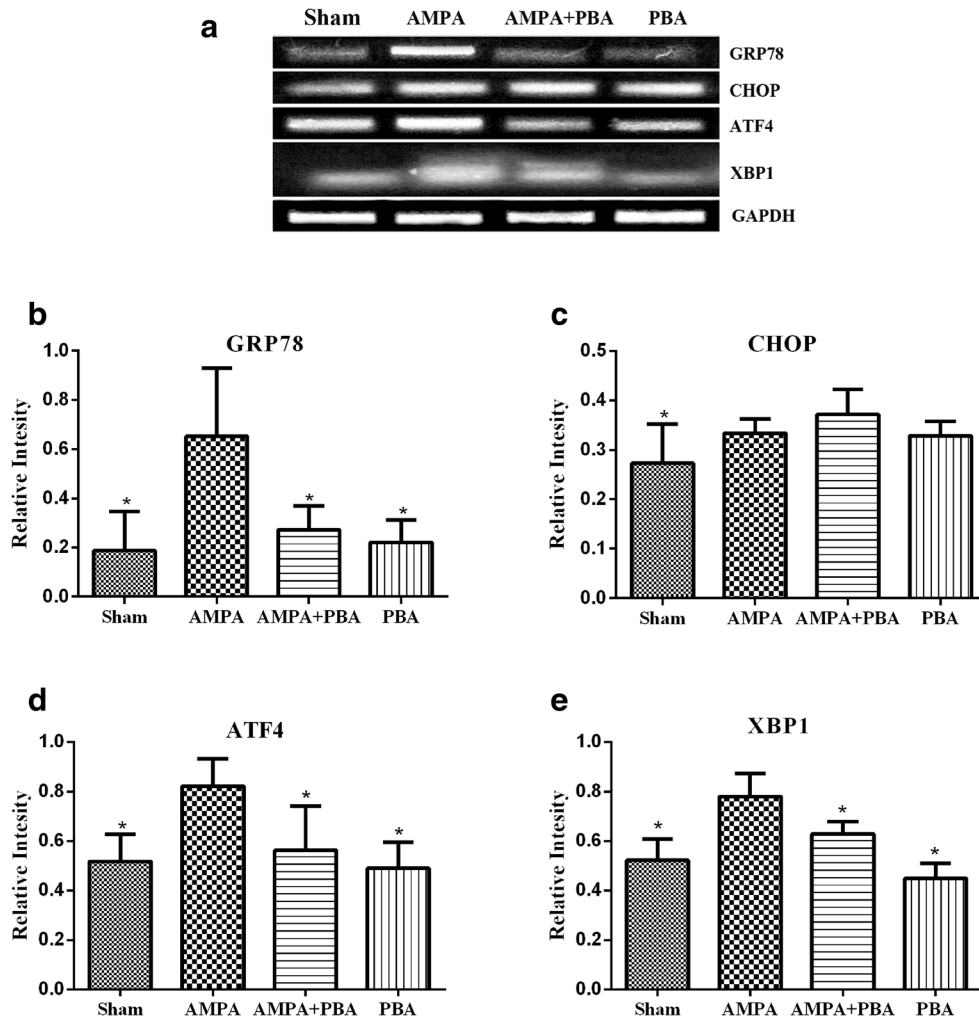 a
Sham AMPA AMPA+PBA PBA
GRP78
CHOP
ATF4
XBP1
GAPDH
b
GRP78
Relative Intesity
1.0
0.8
0.6
0.4
0.2
0.0
*
*
*
Sham AMPA AMPA+PBA PBA
c
CHOP
Relative Intesity
0.5
0.4
0.3
0.2
0.1
0.0
*
Sham AMPA AMPA+PBA PBA
d
ATF4
Relative Intesity
1.0
0.8
0.6
0.4
0.2
0.0
*
*
*
Sham AMPA AMPA+PBA PBA
e
XBP1
Relative Intesity
1.0
0.8
0.6
0.4
0.2
0.0
*
*
*
Sham AMPA AMPA+PBA PBA